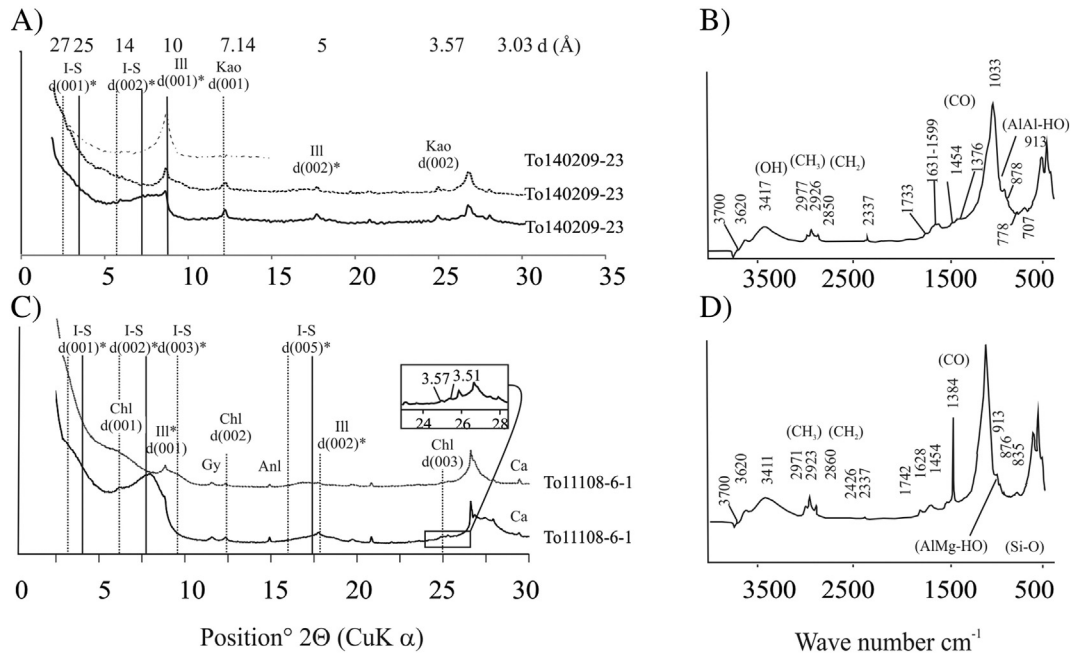 A)
27 25 14 10 7.14 5 3.57 3.03 d (Å)
I-S
d(001)*
I-S
d(002)*
Ill
d(001)*
Kao
d(001)
Ill
d(002)*
Kao
d(002)
To140209-23
To140209-23
To140209-23
0 5 10 15 20 25 30 35
B)
1033
(CO)
(AlAl-HO)
913
(OH)
(CH₃)
(CH₂)
3700
3620
3417
2977
2926
2850
2337
1733
1631-1599
1454
1376
878
778
707
3500 2500 1500 500
C)
I-S
d(001)*
I-S
d(002)*
I-S
d(003)*
I-S
d(005)*
Chl
d(001)
Ill*
d(001)
Chl
d(002)
Gy
Anl
Ill
d(002)*
Chl
d(003)
3.57 3.51
24 26 28
Ca
To11108-6-1
Ca
To11108-6-1
0 5 10 15 20 25 30
Position° 2Θ (CuK α)
D)
(CO)
1384
(CH₃)
(CH₂)
3700
3620
3411
2971
2923
2860
2426
2337
1742
1628
1454
913
876
835
(AlMg-HO)
(Si-O)
3500 2500 1500 500
Wave number cm⁻¹